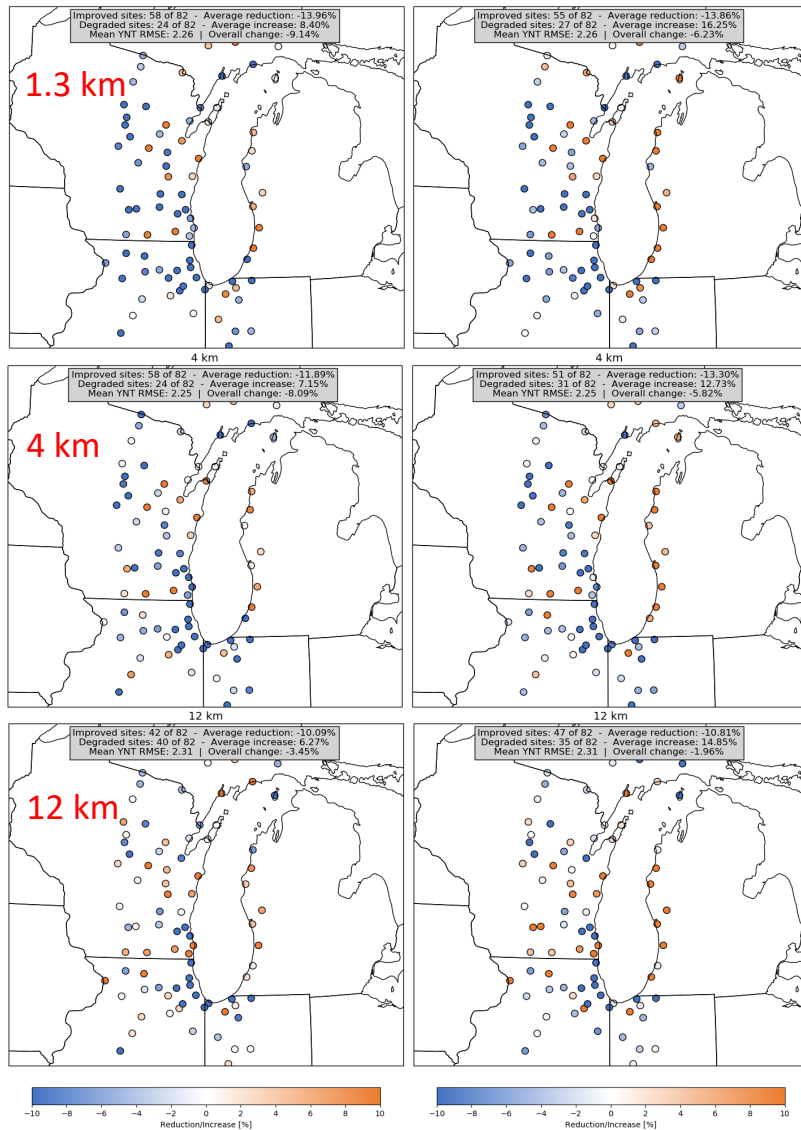 Improved sites: 58 of 82 - Average reduction: -13.96%
Degraded sites: 24 of 82 - Average increase: 8.40%
Mean YNT RMSE: 2.26 | Overall change: -9.14%
Improved sites: 55 of 82 - Average reduction: -13.86%
Degraded sites: 27 of 82 - Average increase: 16.25%
Mean YNT RMSE: 2.26 | Overall change: -6.23%
1.3 km
4 km
4 km
Improved sites: 58 of 82 - Average reduction: -11.89%
Degraded sites: 24 of 82 - Average increase: 7.15%
Mean YNT RMSE: 2.25 | Overall change: -8.09%
Improved sites: 51 of 82 - Average reduction: -13.30%
Degraded sites: 31 of 82 - Average increase: 12.73%
Mean YNT RMSE: 2.25 | Overall change: -5.82%
4 km
12 km
12 km
Improved sites: 42 of 82 - Average reduction: -10.09%
Degraded sites: 40 of 82 - Average increase: 6.27%
Mean YNT RMSE: 2.31 | Overall change: -3.45%
Improved sites: 47 of 82 - Average reduction: -10.81%
Degraded sites: 35 of 82 - Average increase: 14.85%
Mean YNT RMSE: 2.31 | Overall change: -1.96%
12 km
−10 −8 −6 −4 −2 0 2 4 6 8 10
Reduction/Increase [%]
−10 −8 −6 −4 −2 0 2 4 6 8 10
Reduction/Increase [%]